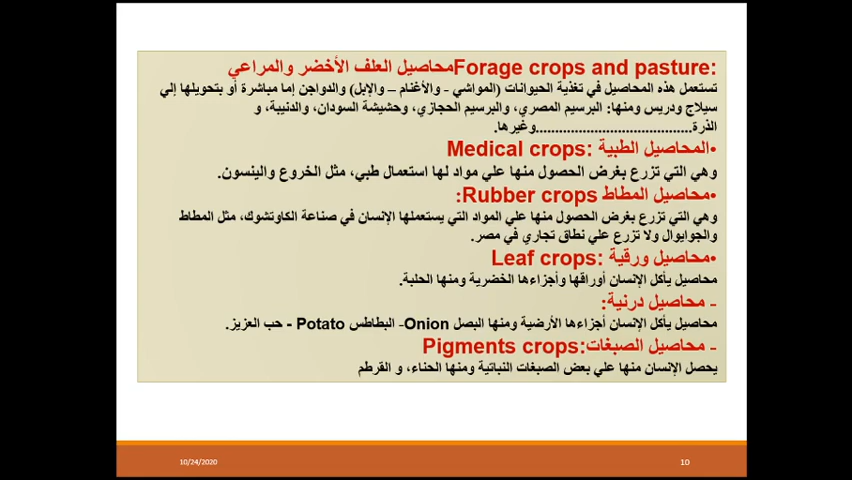 محاصيل العلف الأخضر والمراعي Forage crops and pasture:
تستعمل هذه المحاصيل في تغذية الحيوانات (المواشي - والأغنام – والإبل) والدواجن إما مباشرة أو بتحويلها إلي
سيلاج ودريس ومنها: البرسيم المصري، والبرسيم الحجازي، وحشيشة السودان، والدنيبة، و
الذرة........................................وغيرها.
•المحاصيل الطبية Medical crops:
وهي التي تزرع بغرض الحصول منها علي مواد لها استعمال طبي، مثل الخروع والينسون.
•محاصيل المطاط Rubber crops:
وهي التي تزرع بغرض الحصول منها علي المواد التي يستعملها الإنسان في صناعة الكاوتشوك، مثل المطاط
والجوايوال ولا تزرع علي نطاق تجاري في مصر.
•محاصيل ورقية Leaf crops:
محاصيل يأكل الإنسان أوراقها وأجزاءها الخضرية ومنها الحلبة.
- محاصيل درنية:
محاصيل يأكل الإنسان أجزاءها الأرضية ومنها البصل Onion- البطاطس Potato - حب العزيز.
- محاصيل الصبغات:Pigments crops
يحصل الإنسان منها علي بعض الصبغات النباتية ومنها الحناء، و القرطم
10/24/2020
10